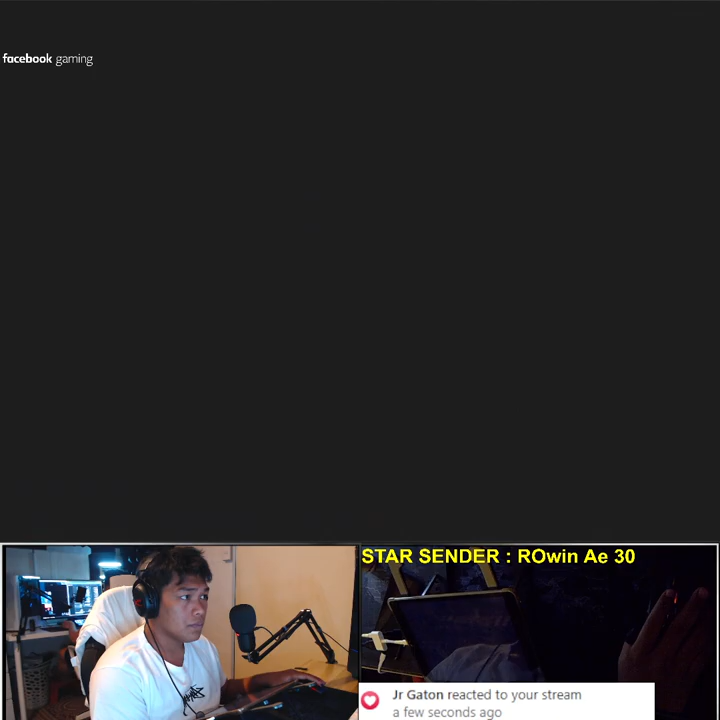 facebook gaming
STAR SENDER : ROwin Ae 30
Jr Gaton reacted to your stream
a few seconds ago